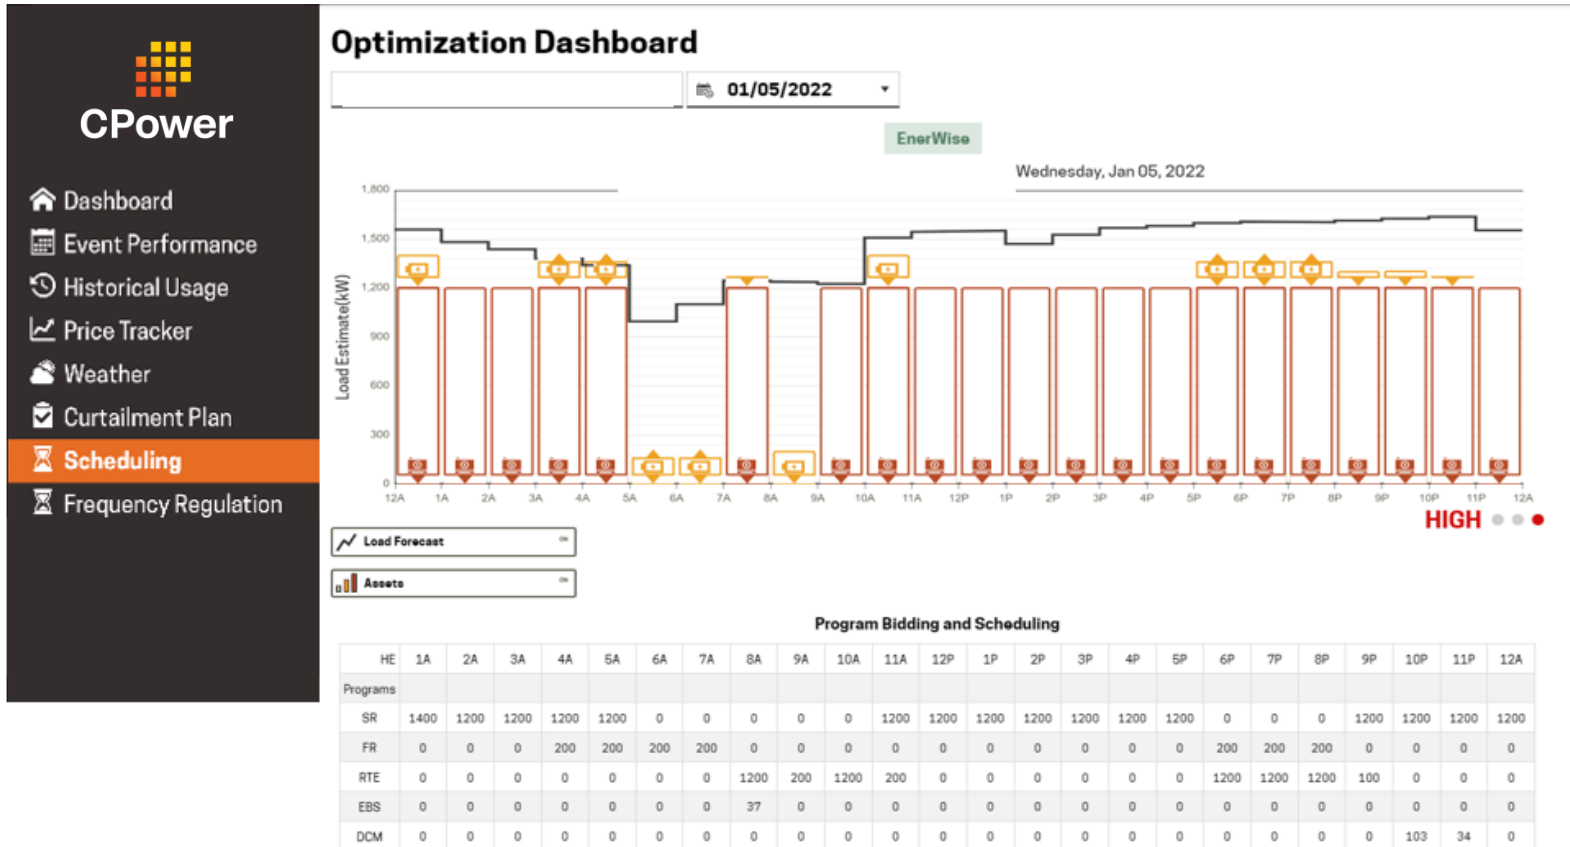 CPower
Dashboard
Event Performance
Historical Usage
Price Tracker
Weather
Curtailment Plan
Scheduling
Frequency Regulation
Optimization Dashboard
01/05/2022
EnerWise
Wednesday, Jan 05, 2022
Load Estimate(kW)
1,800
1,500
1,200
900
600
300
0
12A 1A 2A 3A 4A 5A 6A 7A 8A 9A 10A 11A 12P 1P 2P 3P 4P 5P 6P 7P 8P 9P 10P 11P 12A
HIGH
Load Forecast ON
Assets ON
Program Bidding and Scheduling
HE 1A 2A 3A 4A 5A 6A 7A 8A 9A 10A 11A 12P 1P 2P 3P 4P 5P 6P 7P 8P 9P 10P 11P 12A
Programs
SR 1400 1200 1200 1200 1200 0 0 0 0 0 1200 1200 1200 1200 1200 1200 1200 0 0 0 1200 1200 1200 1200
FR 0 0 0 200 200 200 200 0 0 0 0 0 0 0 0 0 0 200 200 200 0 0 0 0
RTE 0 0 0 0 0 0 0 1200 200 1200 200 0 0 0 0 0 0 1200 1200 1200 100 0 0 0
EBS 0 0 0 0 0 0 0 37 0 0 0 0 0 0 0 0 0 0 0 0 0 0 0 0
DCM 0 0 0 0 0 0 0 0 0 0 0 0 0 0 0 0 0 0 0 0 0 103 34 0